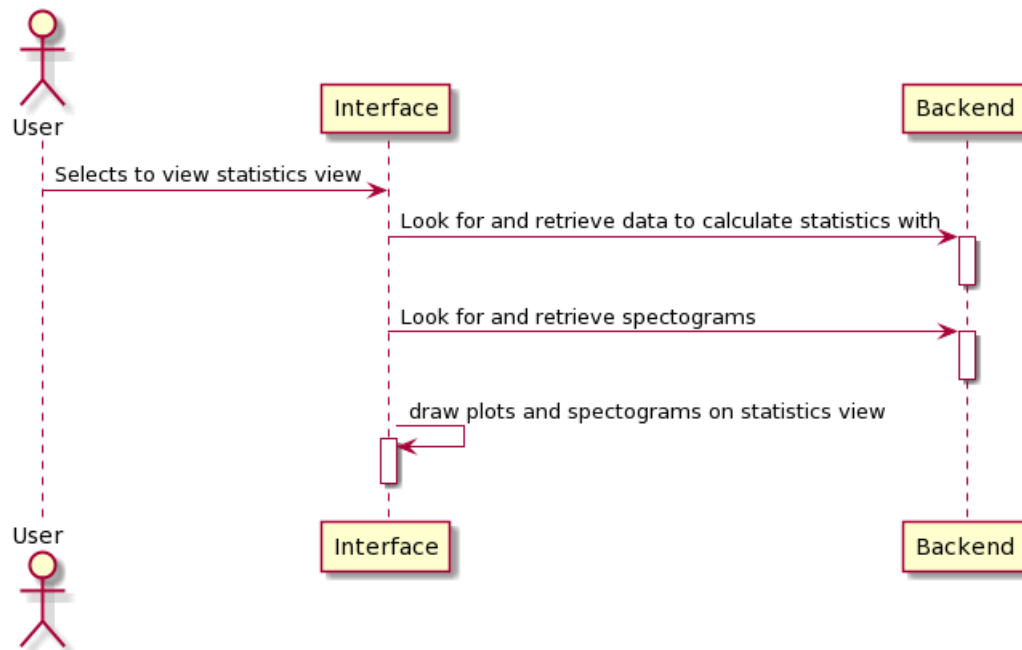 User
Interface
Backend
Selects to view statistics view
Look for and retrieve data to calculate statistics with
Look for and retrieve spectograms
draw plots and spectograms on statistics view
User
Interface
Backend